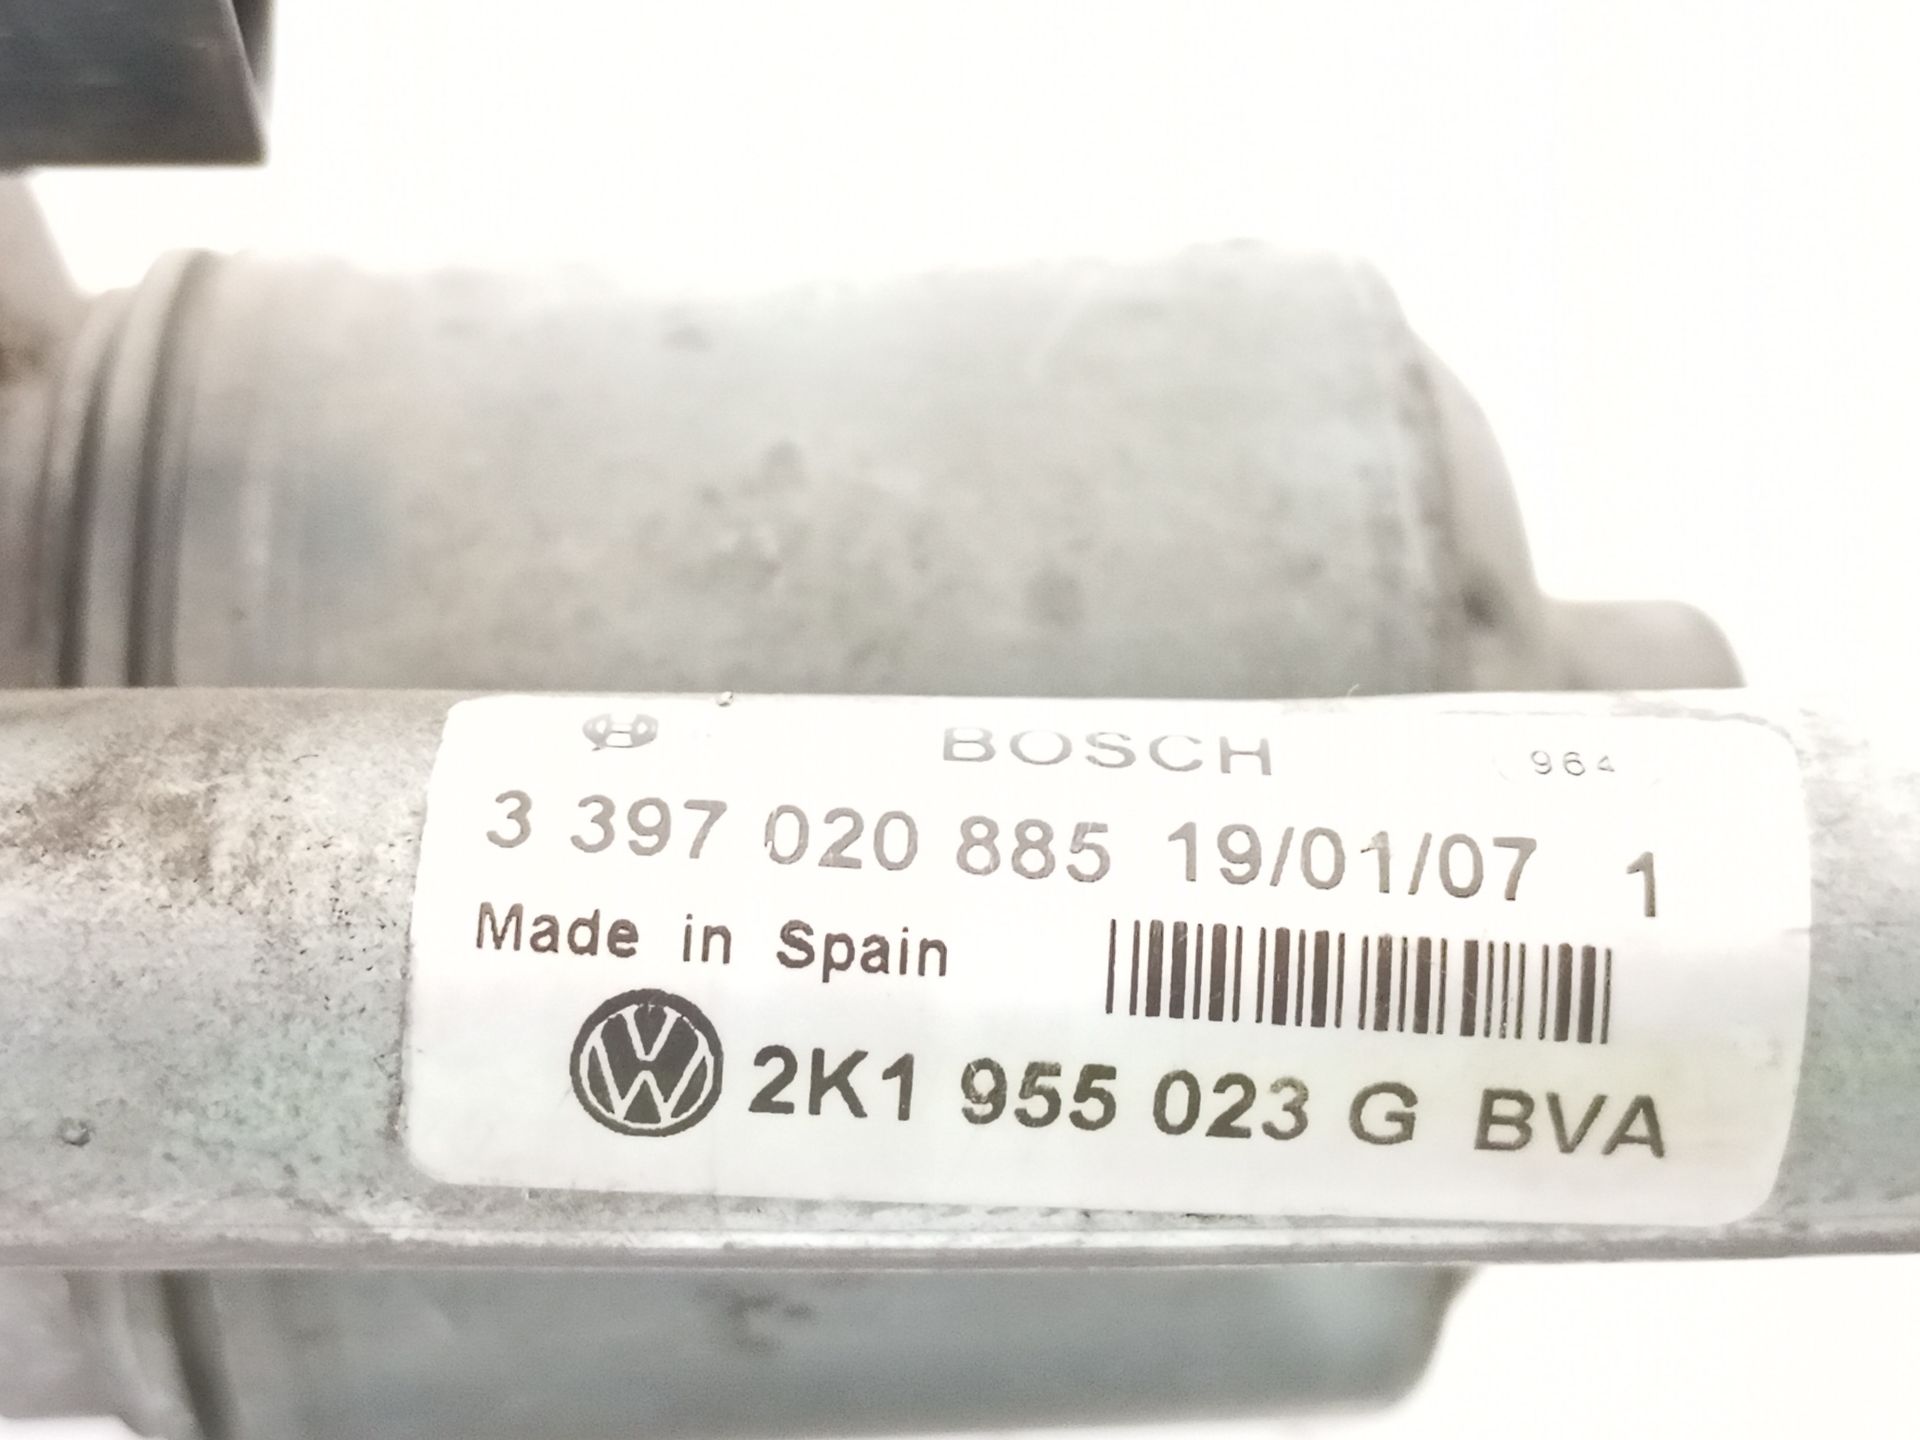 BOSCH 964
3 397 020 885 19/01/07 1
Made in Spain
2K1 955 023 G BVA